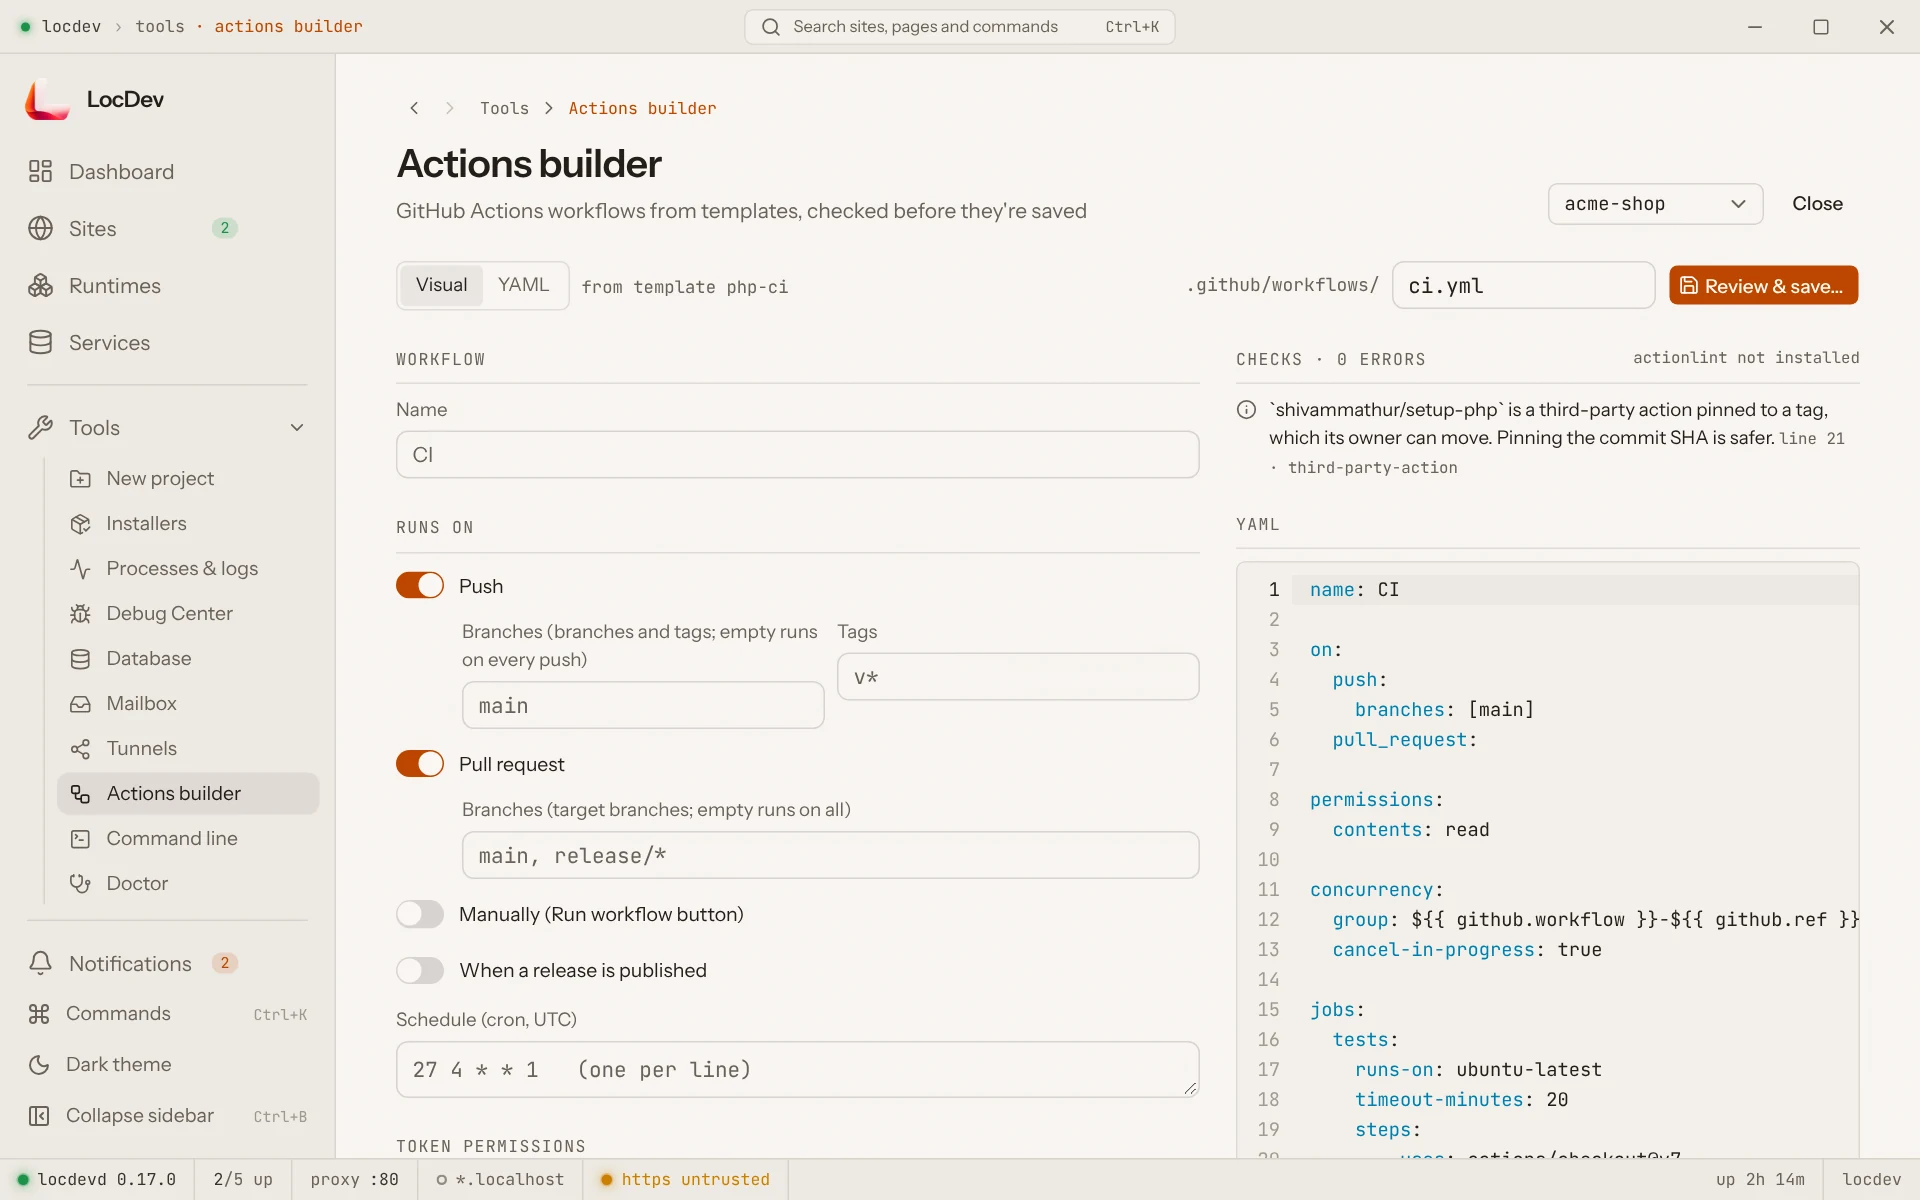 locdev › tools · actions builder
Search sites, pages and commands Ctrl+K
LocDev
Dashboard
Sites 2
Runtimes
Services
Tools
New project
Installers
Processes & logs
Debug Center
Database
Mailbox
Tunnels
Actions builder
Command line
Doctor
Notifications 2
Commands Ctrl+K
Dark theme
Collapse sidebar Ctrl+B
Tools > Actions builder
Actions builder
GitHub Actions workflows from templates, checked before they're saved
acme-shop
Close
Visual YAML from template php-ci
.github/workflows/ ci.yml Review & save...
WORKFLOW
Name
CI
RUNS ON
Push
Branches (branches and tags; empty runs
on every push)
main
Tags
v*
Pull request
Branches (target branches; empty runs on all)
main, release/*
Manually (Run workflow button)
When a release is published
Schedule (cron, UTC)
27 4 * * 1 (one per line)
TOKEN PERMISSIONS
CHECKS · 0 ERRORS actionlint not installed
`shivammathur/setup-php` is a third-party action pinned to a tag,
which its owner can move. Pinning the commit SHA is safer. line 21
· third-party-action
YAML
1 name: CI
2
3 on:
4 push:
5 branches: [main]
6 pull_request:
7
8 permissions:
9 contents: read
10
11 concurrency:
12 group: ${{ github.workflow }}-${{ github.ref }}
13 cancel-in-progress: true
14
15 jobs:
16 tests:
17 runs-on: ubuntu-latest
18 timeout-minutes: 20
19 steps:
locdevd 0.17.0 2/5 up proxy :80 *.localhost https untrusted up 2h 14m locdev